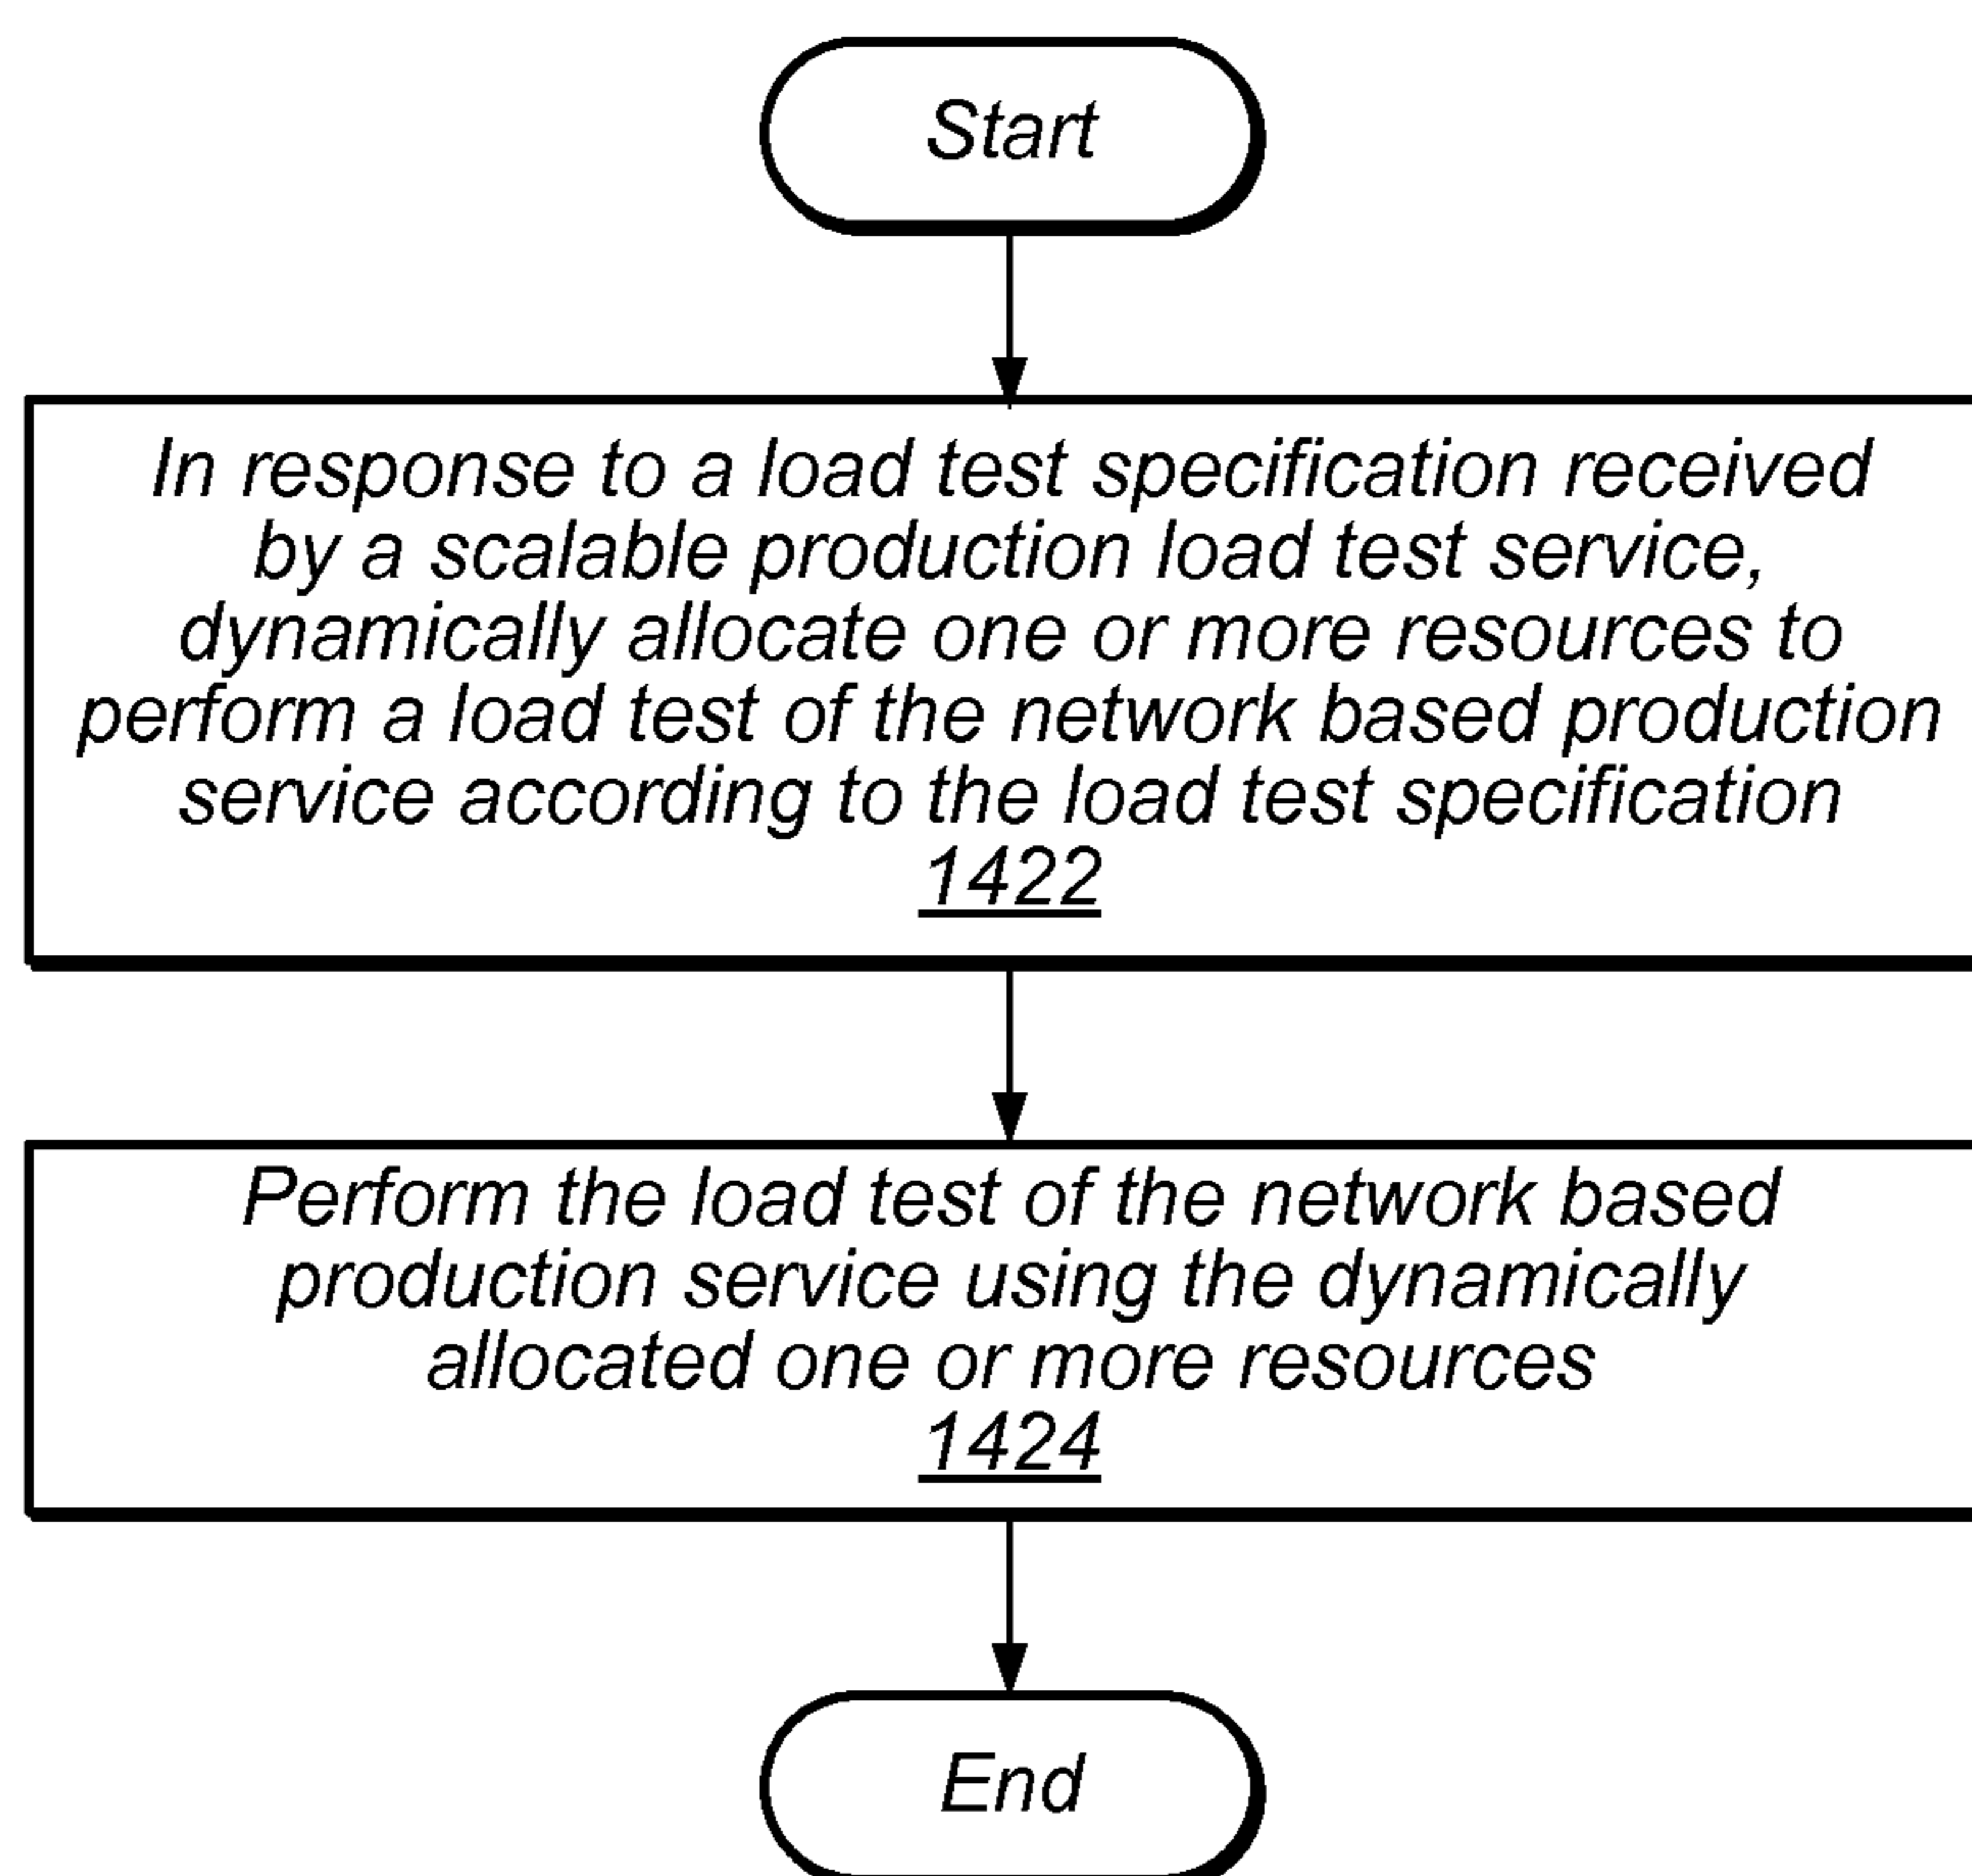 Start
In response to a load test specification received
by a scalable production load test service,
dynamically allocate one or more resources to
perform a load test of the network based production
service according to the load test specification
1422
Perform the load test of the network based
production service using the dynamically
allocated one or more resources
1424
End